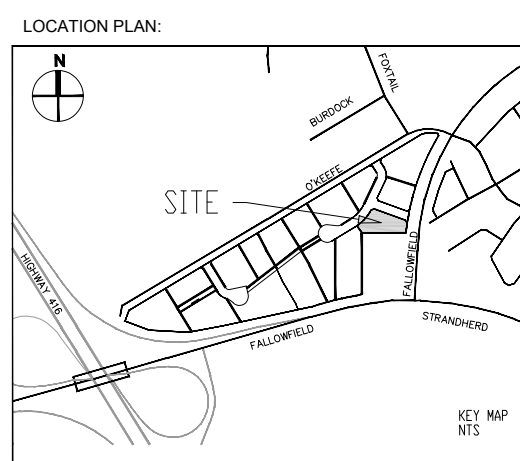 LOCATION PLAN:
N
FOXTAIL
BURDOCK
O'KEEFE
SITE
HIGHWAY 416
FALLOWFIELD
STRANDHERD
FALLOWFIELD
KEY MAP
NTS